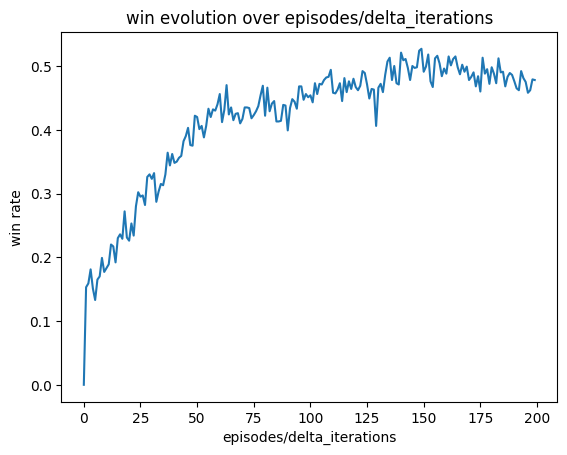 win evolution over episodes/delta_iterations
win rate
0.5
0.4
0.3
0.2
0.1
0.0
0 25 50 75 100 125 150 175 200
episodes/delta_iterations